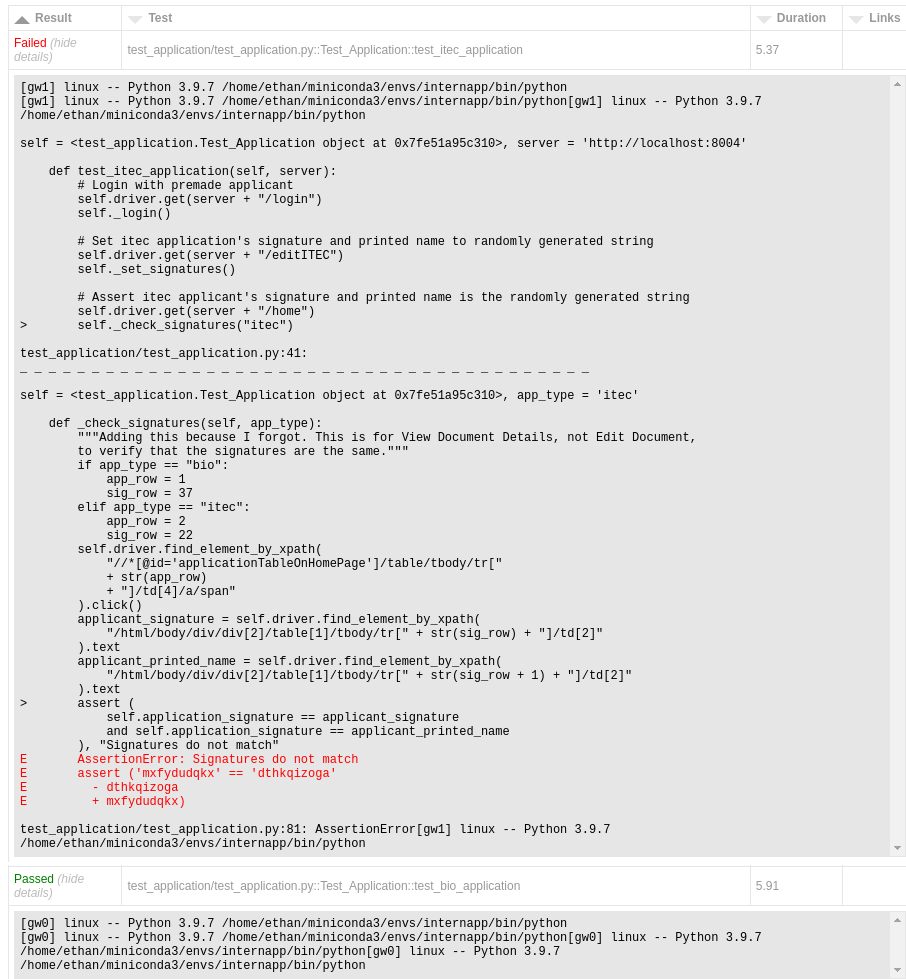 Result Test Duration Links
Failed (hide test_application/test_application.py::Test_Application::test_itec_application 5.37
details)
[gw1] linux -- Python 3.9.7 /home/ethan/miniconda3/envs/internapp/bin/python
[gw1] linux -- Python 3.9.7 /home/ethan/miniconda3/envs/internapp/bin/python[gw1] linux -- Python 3.9.7
/home/ethan/miniconda3/envs/internapp/bin/python
self = <test_application.Test_Application object at 0x7fe51a95c310>, server = 'http://localhost:8004'
    def test_itec_application(self, server):
        # Login with premade applicant
        self.driver.get(server + "/login")
        self._login()
        # Set itec application's signature and printed name to randomly generated string
        self.driver.get(server + "/editITEC")
        self._set_signatures()
        # Assert itec applicant's signature and printed name is the randomly generated string
        self.driver.get(server + "/home")
>       self._check_signatures("itec")
test_application/test_application.py:41:
_ _ _ _ _ _ _ _ _ _ _ _ _ _ _ _ _ _ _ _ _ _ _ _ _ _ _ _ _ _ _ _ _ _ _ _ _ _ _ _
self = <test_application.Test_Application object at 0x7fe51a95c310>, app_type = 'itec'
    def _check_signatures(self, app_type):
        """Adding this because I forgot. This is for View Document Details, not Edit Document,
        to verify that the signatures are the same."""
        if app_type == "bio":
            app_row = 1
            sig_row = 37
        elif app_type == "itec":
            app_row = 2
            sig_row = 22
        self.driver.find_element_by_xpath(
            "//*[@id='applicationTableOnHomePage']/table/tbody/tr["
            + str(app_row)
            + "]/td[4]/a/span"
        ).click()
        applicant_signature = self.driver.find_element_by_xpath(
            "/html/body/div/div[2]/table[1]/tbody/tr[" + str(sig_row) + "]/td[2]"
        ).text
        applicant_printed_name = self.driver.find_element_by_xpath(
            "/html/body/div/div[2]/table[1]/tbody/tr[" + str(sig_row + 1) + "]/td[2]"
        ).text
>       assert (
            self.application_signature == applicant_signature
            and self.application_signature == applicant_printed_name
        ), "Signatures do not match"
E       AssertionError: Signatures do not match
E       assert ('mxfydudqkx' == 'dthkqizoga'
E         - dthkqizoga
E         + mxfydudqkx)
test_application/test_application.py:81: AssertionError[gw1] linux -- Python 3.9.7
/home/ethan/miniconda3/envs/internapp/bin/python
Passed (hide test_application/test_application.py::Test_Application::test_bio_application 5.91
details)
[gw0] linux -- Python 3.9.7 /home/ethan/miniconda3/envs/internapp/bin/python
[gw0] linux -- Python 3.9.7 /home/ethan/miniconda3/envs/internapp/bin/python[gw0] linux -- Python 3.9.7
/home/ethan/miniconda3/envs/internapp/bin/python[gw0] linux -- Python 3.9.7
/home/ethan/miniconda3/envs/internapp/bin/python